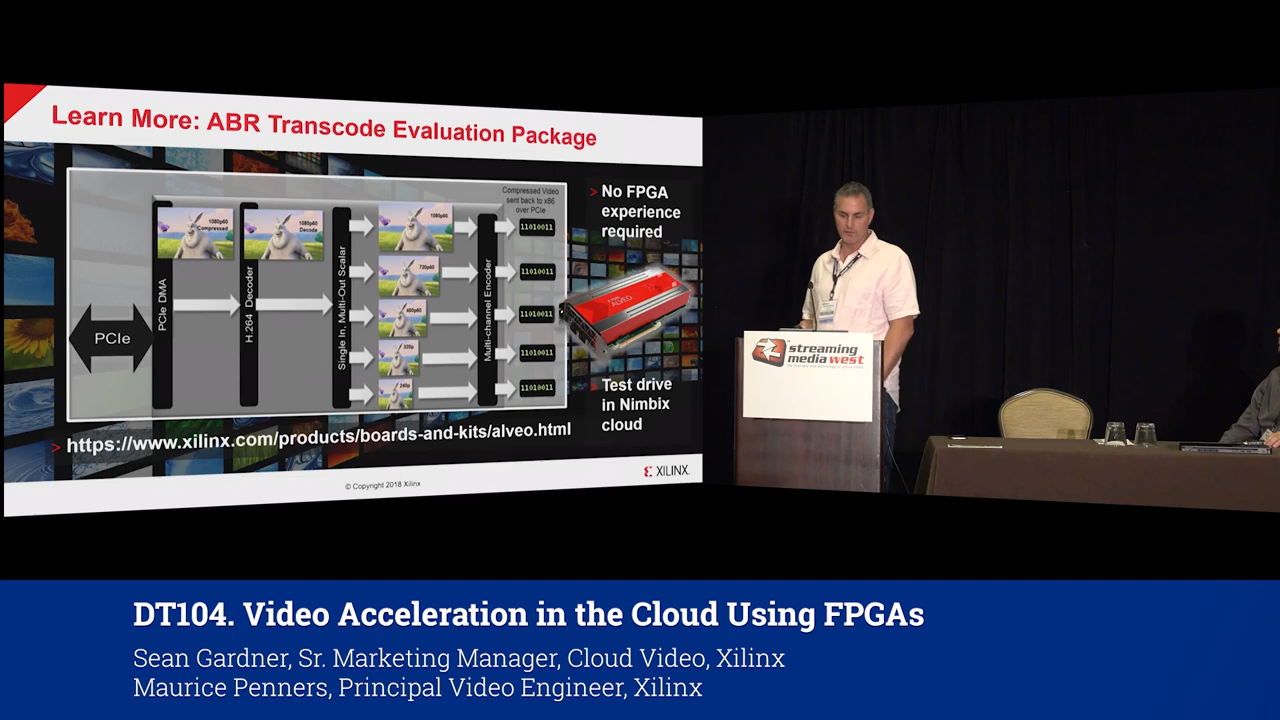 Learn More: ABR Transcode Evaluation Package
Compressed Video
sent back to x86
over PCIe
PCIe
PCIe DMA
1080p60
Compressed
H.264 Decoder
1080p60
Decode
Single In, Multi-Out Scalar
1080p60
720p60
480p60
320p
240p
Multi-channel Encoder
11010011
11010011
11010011
11010011
11010011
> No FPGA
experience
required
ALVEO
> Test drive
in Nimbix
cloud
> https://www.xilinx.com/products/boards-and-kits/alveo.html
© Copyright 2018 Xilinx
XILINX
streaming
media west
DT104. Video Acceleration in the Cloud Using FPGAs
Sean Gardner, Sr. Marketing Manager, Cloud Video, Xilinx
Maurice Penners, Principal Video Engineer, Xilinx